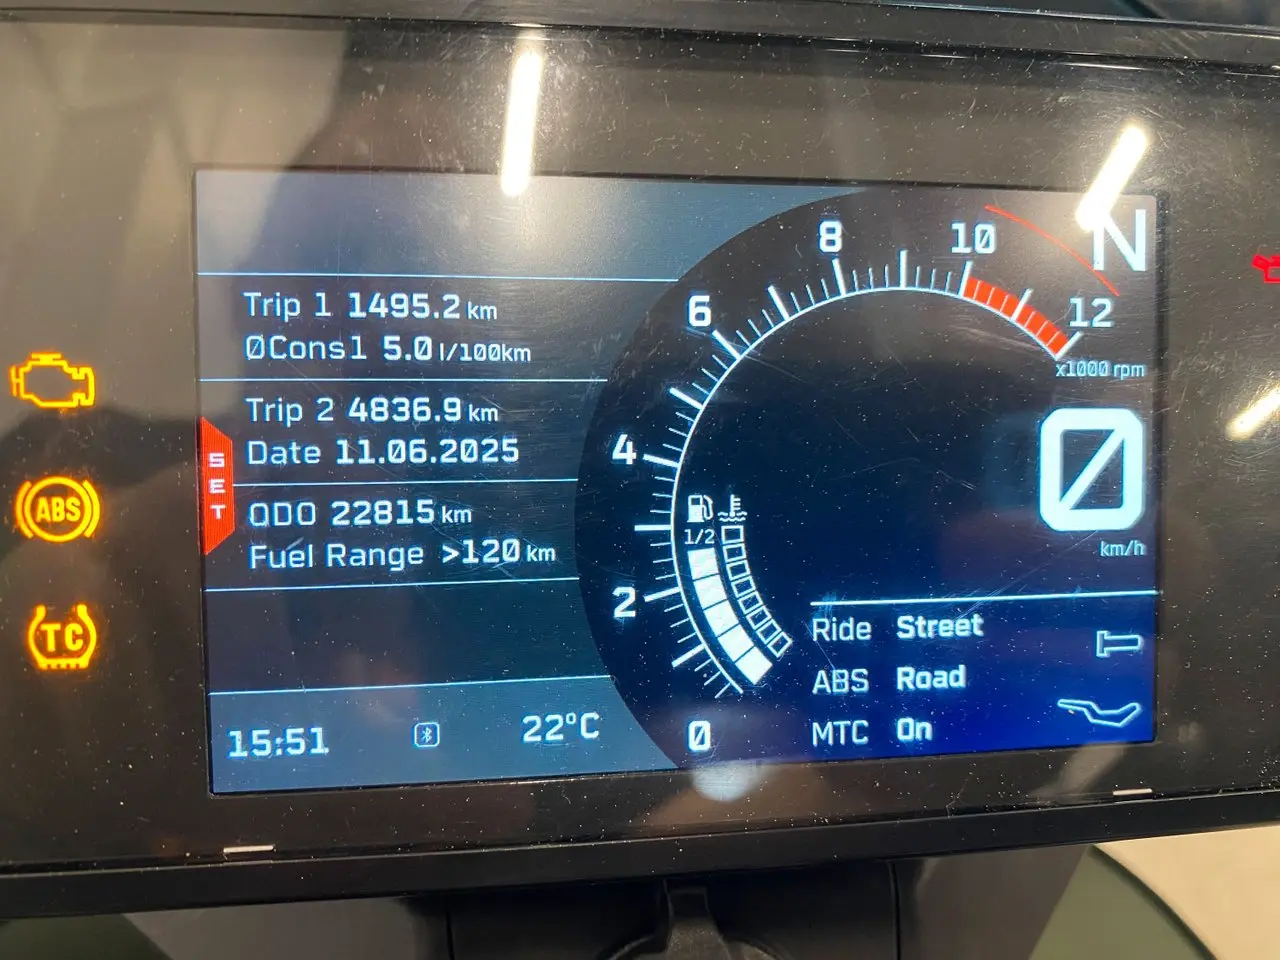 Trip 1 1495.2 km
ØCons1 5.0 l/100km
Trip 2 4836.9 km
Date 11.06.2025
ODO 22815 km
Fuel Range >120 km
SET
15:51
22°C
ABS
TC
0
2
4
6
8
10
12
x1000 rpm
N
1/2
0
km/h
Ride Street
ABS Road
MTC On